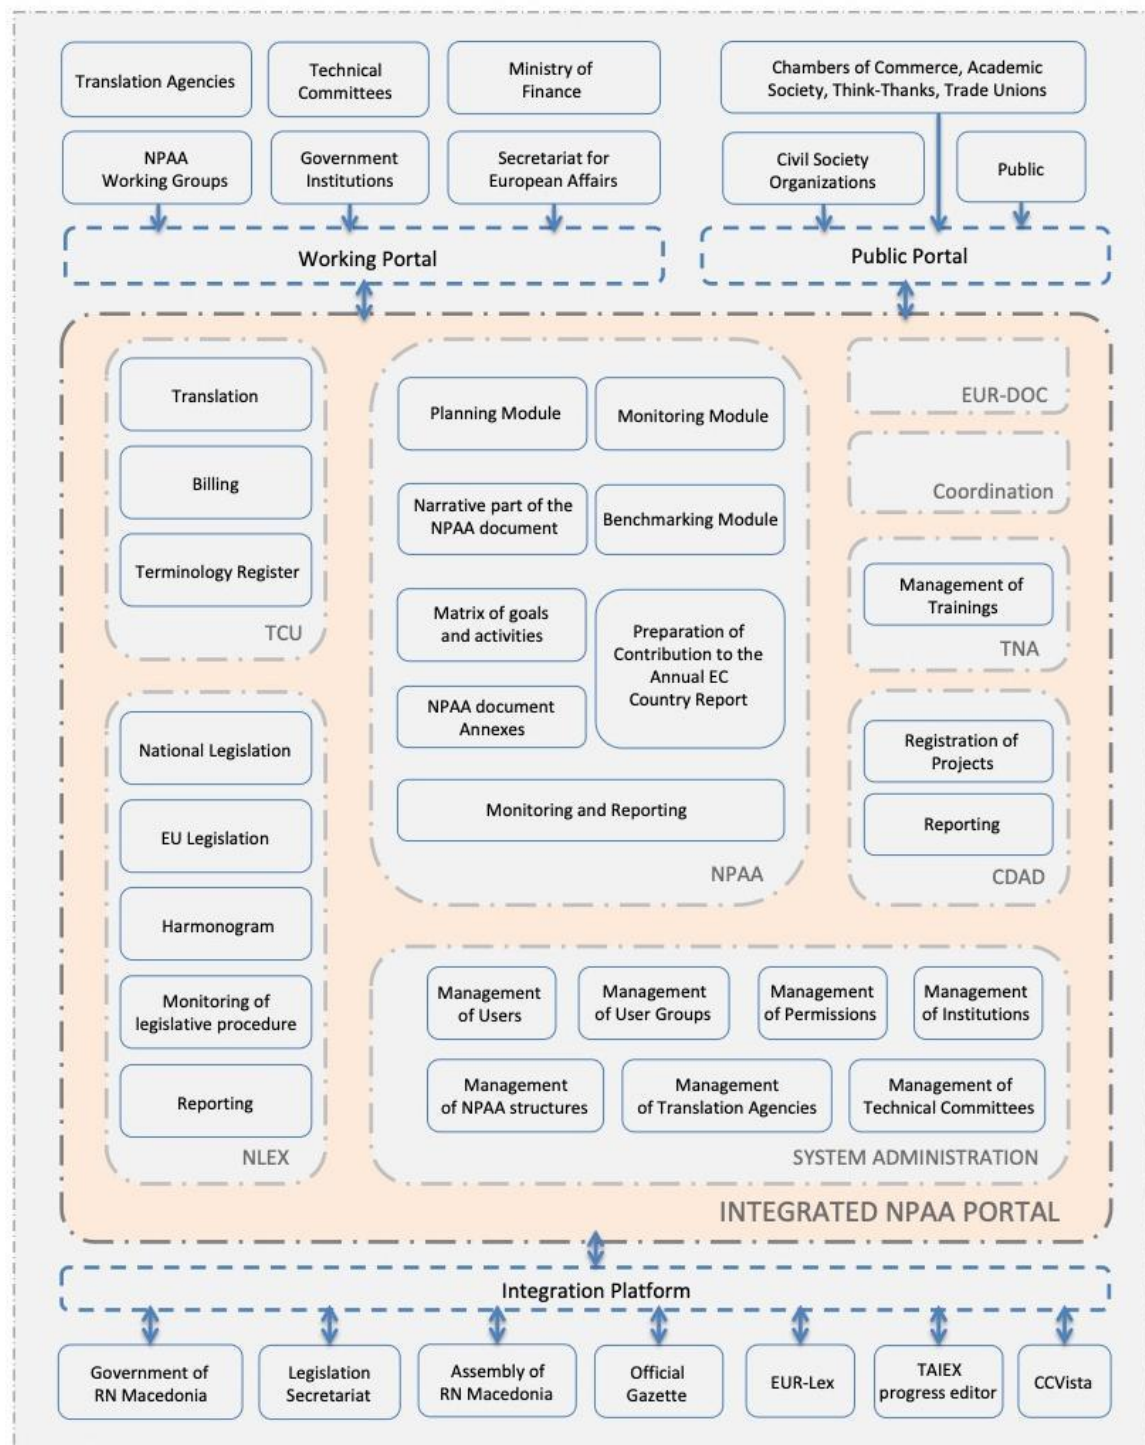 Translation Agencies
Technical
Committees
Ministry of
Finance
Chambers of Commerce, Academic
Society, Think-Thanks, Trade Unions
NPAA
Working Groups
Government
Institutions
Secretariat for
European Affairs
Civil Society
Organizations
Public
Working Portal
Public Portal
Translation
Billing
Terminology Register
TCU
National Legislation
EU Legislation
Harmonogram
Monitoring of
legislative procedure
Reporting
NLEX
Planning Module
Monitoring Module
Narrative part of the
NPAA document
Benchmarking Module
Matrix of goals
and activities
Preparation of
Contribution to the
Annual EC
Country Report
NPAA document
Annexes
Monitoring and Reporting
NPAA
EUR-DOC
Coordination
Management of
Trainings
TNA
Registration of
Projects
Reporting
CDAD
Management
of Users
Management
of User Groups
Management
of Permissions
Management
of Institutions
Management
of NPAA structures
Management
of Translation Agencies
Management of
Technical Committees
SYSTEM ADMINISTRATION
INTEGRATED NPAA PORTAL
Integration Platform
Government of
RN Macedonia
Legislation
Secretariat
Assembly of
RN Macedonia
Official
Gazette
EUR-Lex
TAIEX
progress editor
CCVista